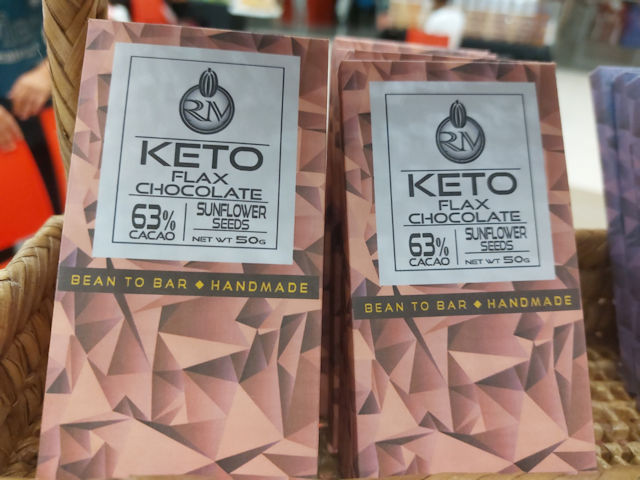 RM
KETO
FLAX
CHOCOLATE
63%
CACAO
SUNFLOWER
SEEDS
NET WT 50G
BEAN TO BAR ◆ HANDMADE
RM
KETO
FLAX
CHOCOLATE
63%
CACAO
SUNFLOWER
SEEDS
NET WT 50G
BEAN TO BAR ◆ HANDMADE